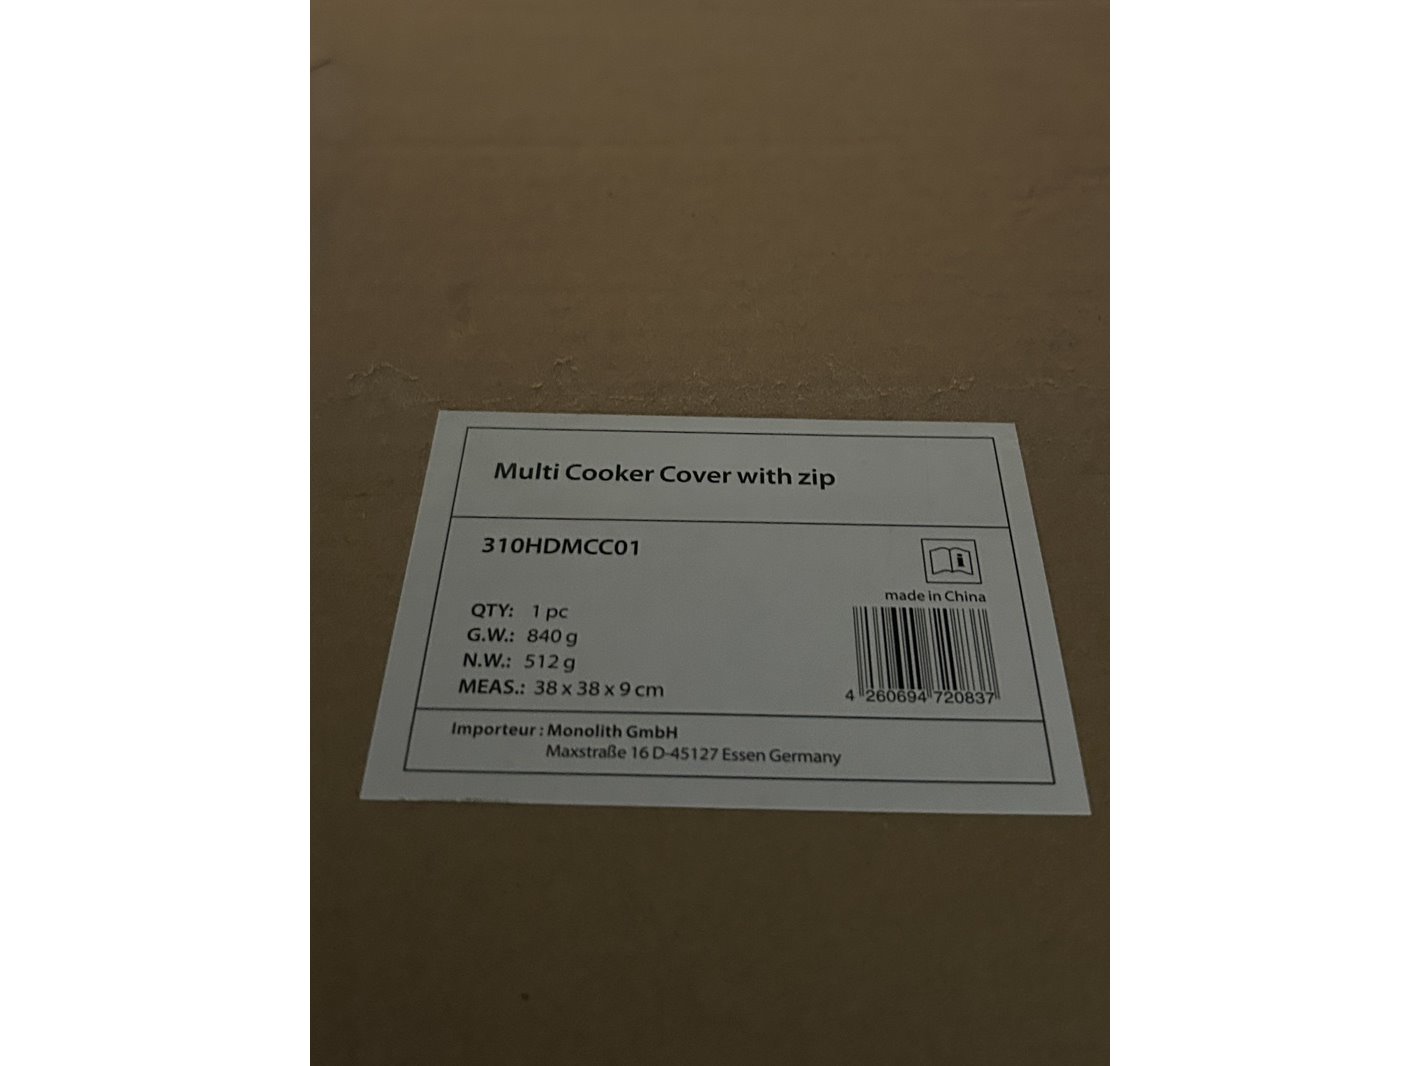 Multi Cooker Cover with zip
310HDMCC01
made in China
QTY: 1 pc
G.W.: 840 g
N.W.: 512 g
MEAS.: 38 x 38 x 9 cm
4 260694 720837
Importeur : Monolith GmbH
Maxstraße 16 D-45127 Essen Germany